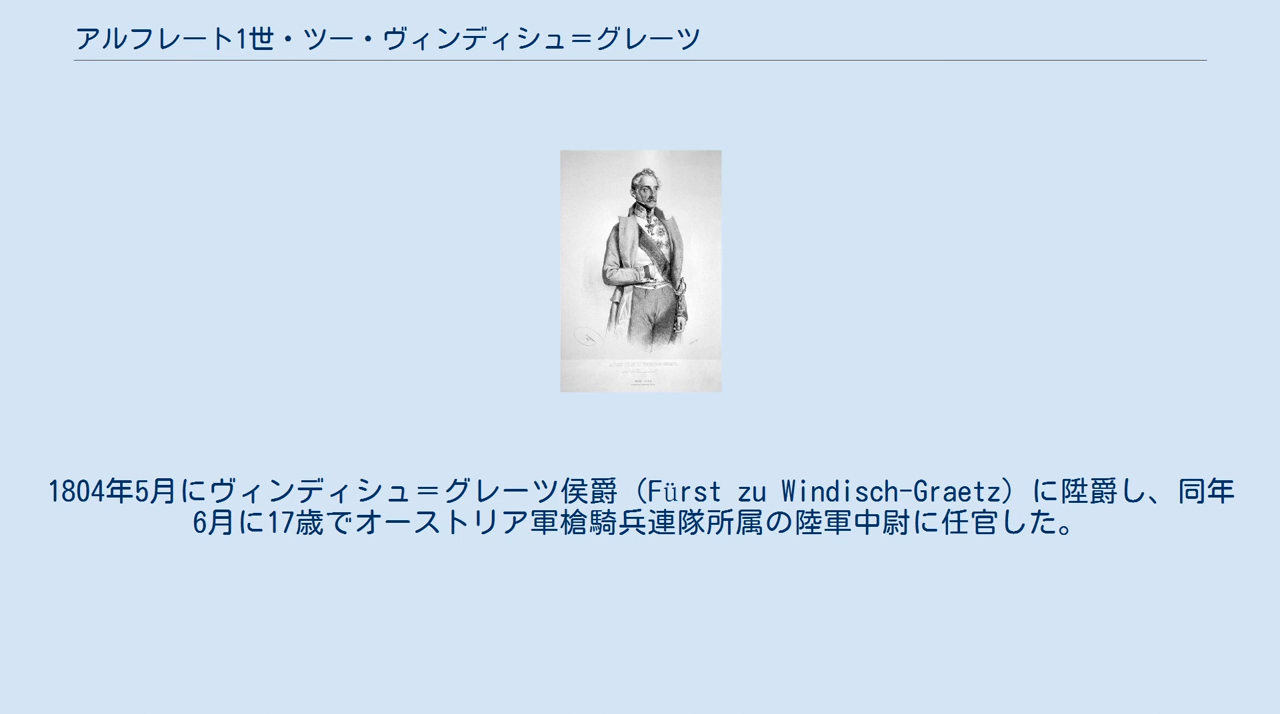 アルフレート1世・ツー・ヴィンディシュ＝グレーツ
1804年5月にヴィンディシュ＝グレーツ侯爵（Fürst zu Windisch-Graetz）に陞爵し、同年
6月に17歳でオーストリア軍槍騎兵連隊所属の陸軍中尉に任官した。